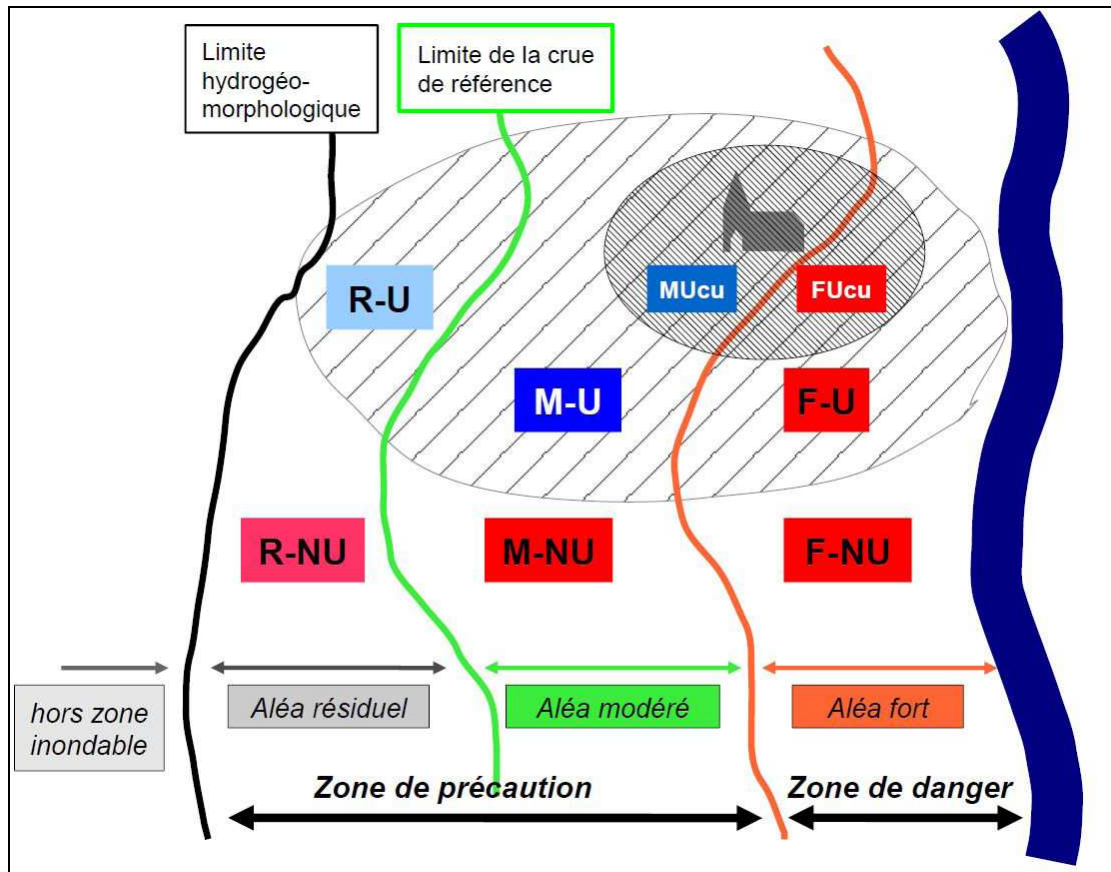 Limite
hydrogéo-
morphologique
Limite de la crue
de référence
R-U
MUcu
FUcu
M-U
F-U
R-NU
M-NU
F-NU
hors zone
inondable
Aléa résiduel
Aléa modéré
Aléa fort
Zone de précaution
Zone de danger